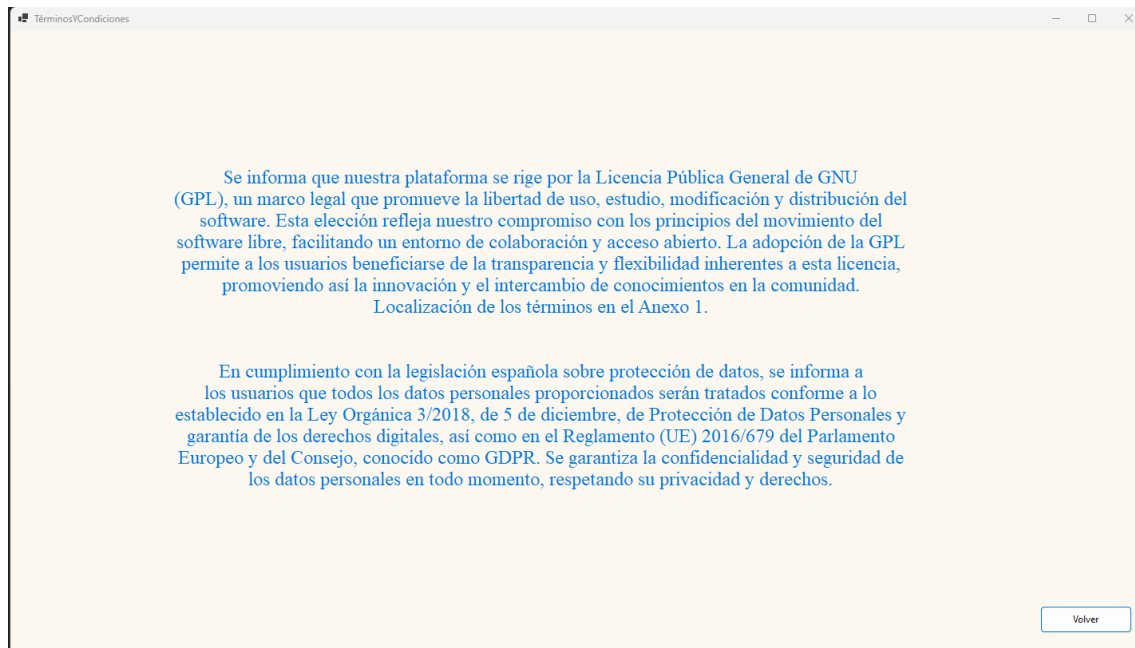 TérminosYCondiciones
Se informa que nuestra plataforma se rige por la Licencia Pública General de GNU
(GPL), un marco legal que promueve la libertad de uso, estudio, modificación y distribución del
software. Esta elección refleja nuestro compromiso con los principios del movimiento del
software libre, facilitando un entorno de colaboración y acceso abierto. La adopción de la GPL
permite a los usuarios beneficiarse de la transparencia y flexibilidad inherentes a esta licencia,
promoviendo así la innovación y el intercambio de conocimientos en la comunidad.
Localización de los términos en el Anexo 1.
En cumplimiento con la legislación española sobre protección de datos, se informa a
los usuarios que todos los datos personales proporcionados serán tratados conforme a lo
establecido en la Ley Orgánica 3/2018, de 5 de diciembre, de Protección de Datos Personales y
garantía de los derechos digitales, así como en el Reglamento (UE) 2016/679 del Parlamento
Europeo y del Consejo, conocido como GDPR. Se garantiza la confidencialidad y seguridad de
los datos personales en todo momento, respetando su privacidad y derechos.
Volver